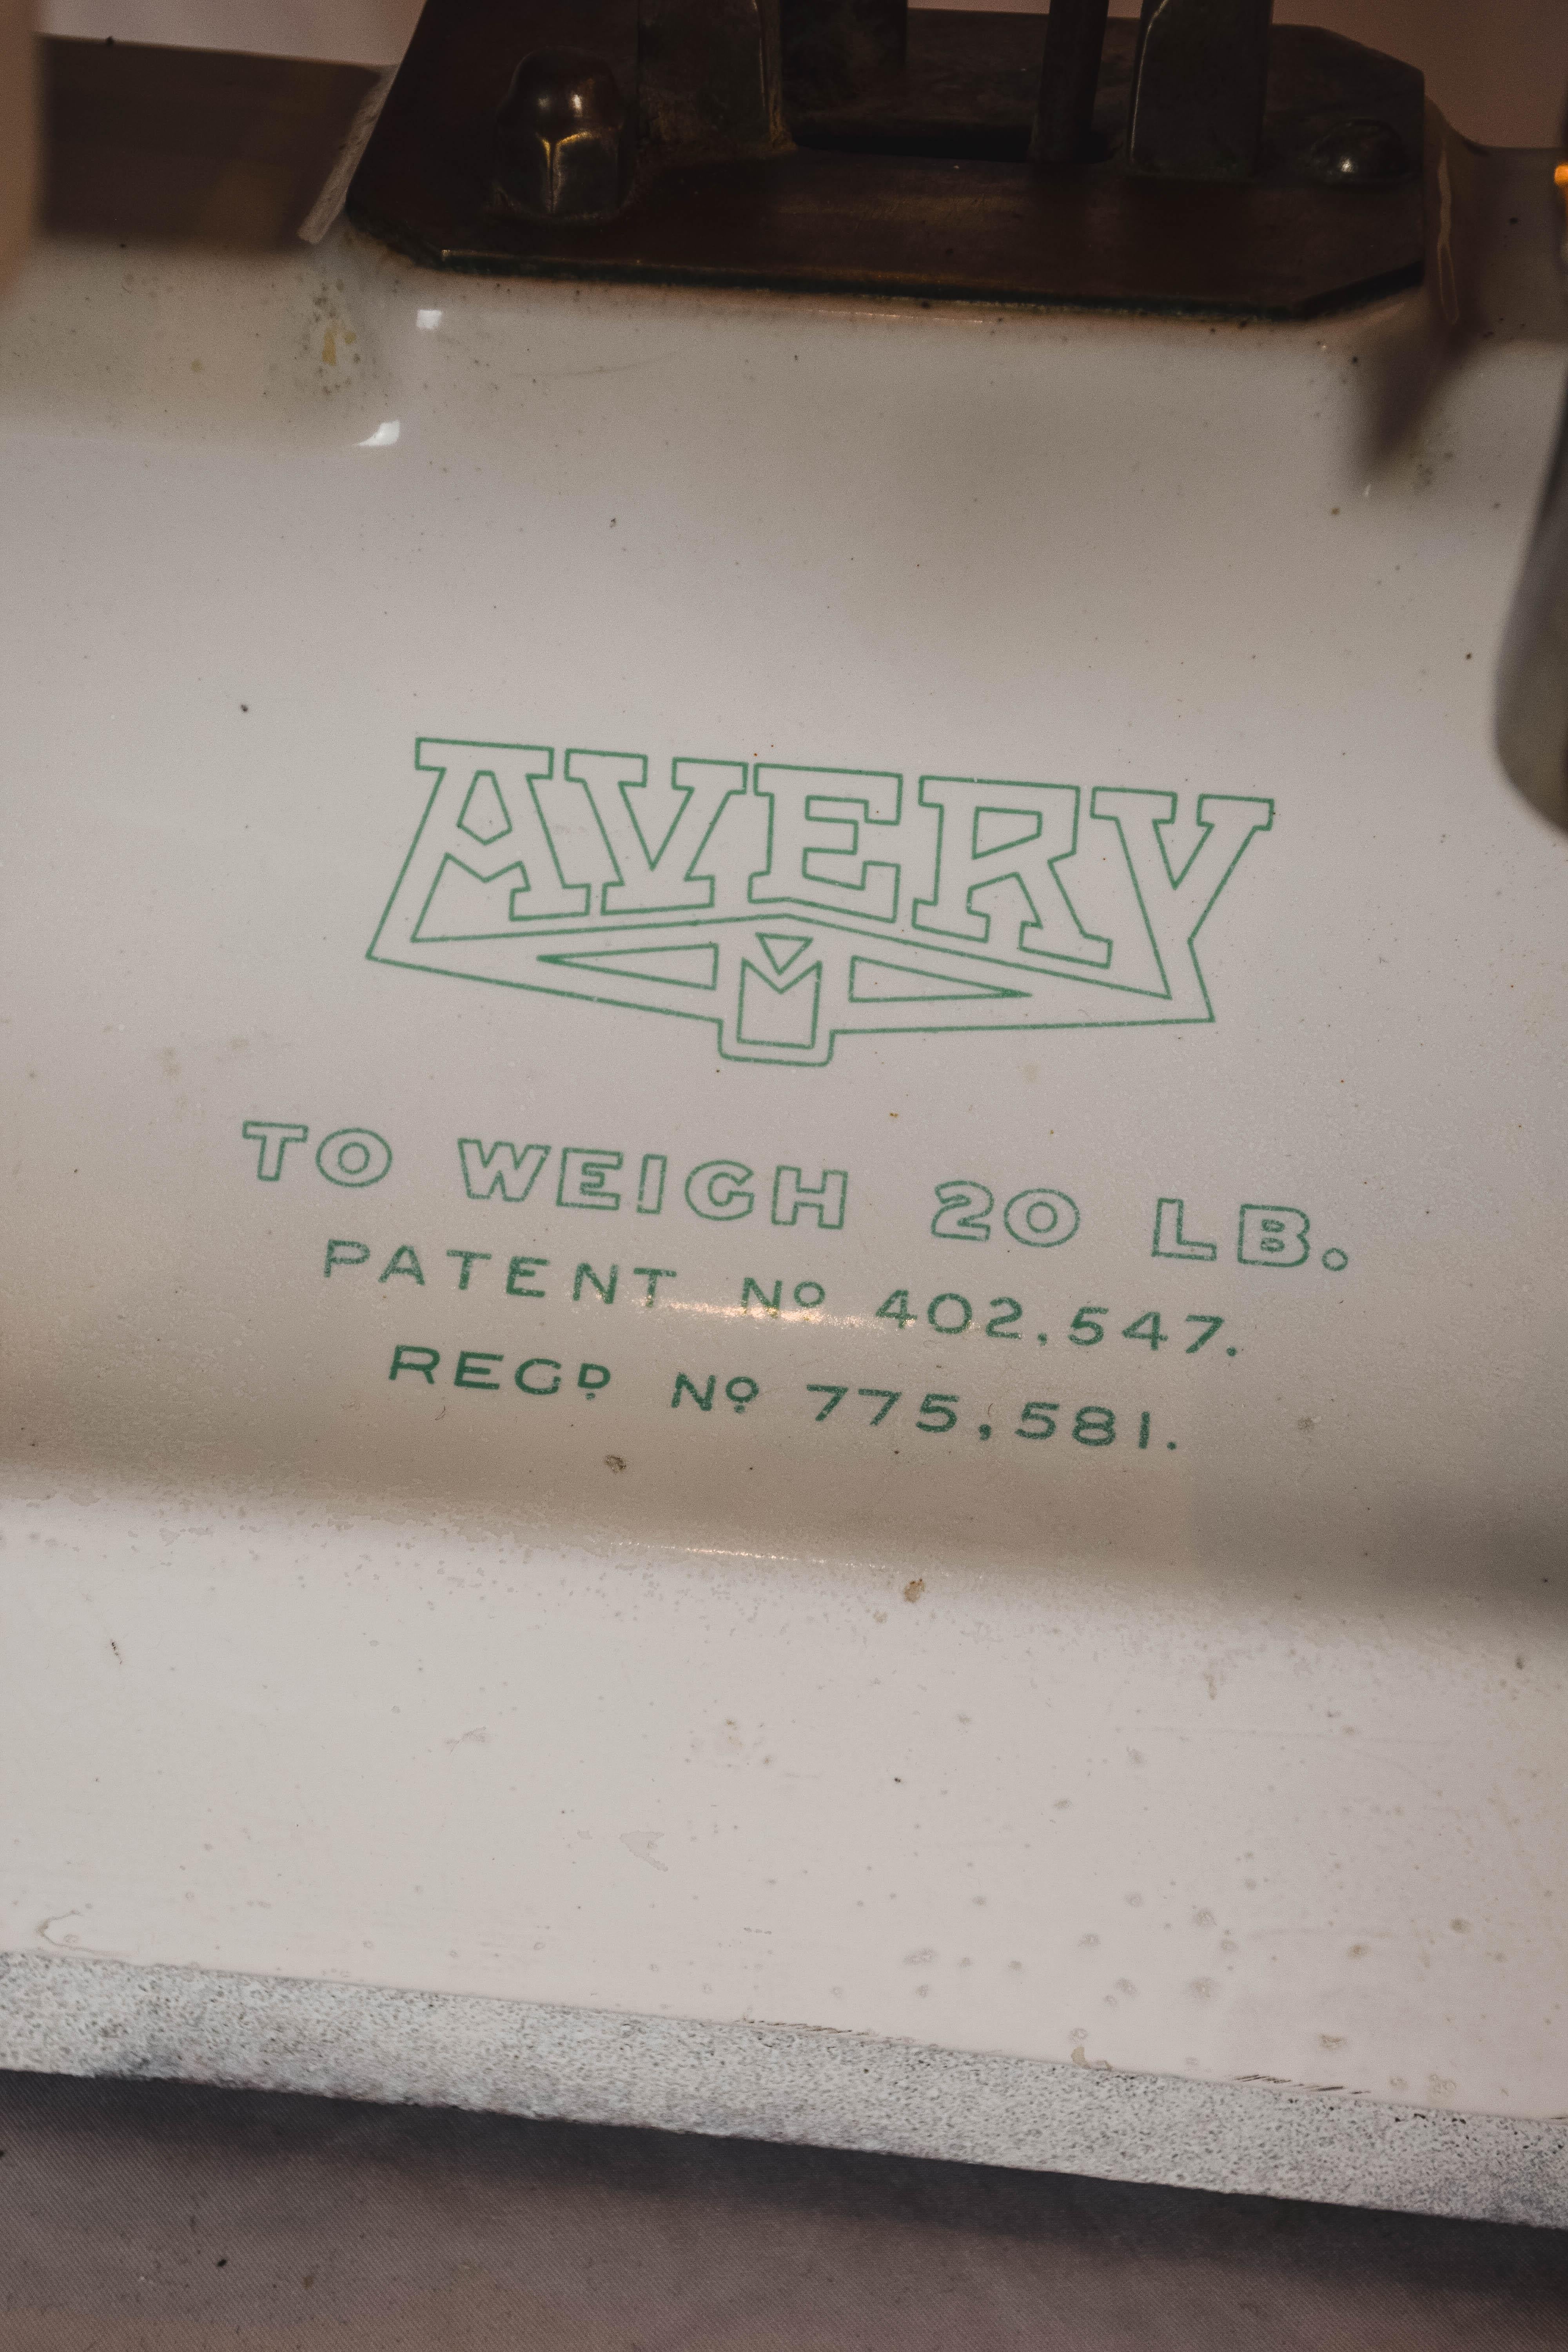 AVERY
TO WEIGH 20 LB.
PATENT Nº 402,547.
REGᴰ Nº 775,581.